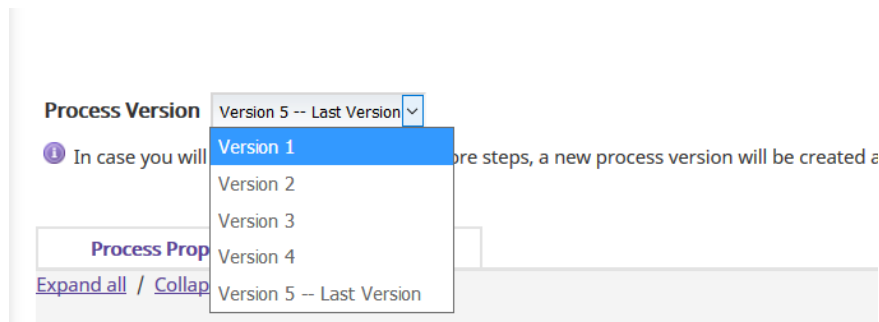 Process Version Version 5 -- Last Version
Version 1
In case you will ore steps, a new process version will be created a
Version 2
Version 3
Process Prop
Version 4
Expand all / Collap
Version 5 -- Last Version